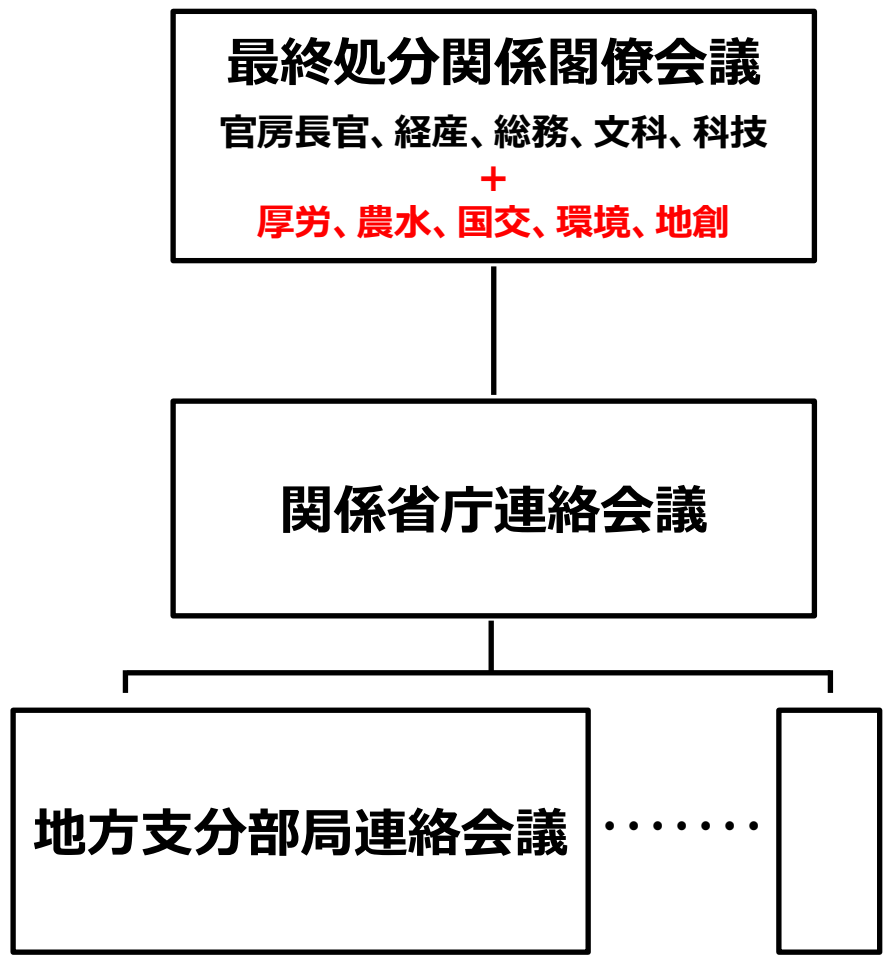 最終処分関係閣僚会議
官房長官、経産、総務、文科、科技
+
厚労、農水、国交、環境、地創
関係省庁連絡会議
地方支分部局連絡会議 ・・・・・・・